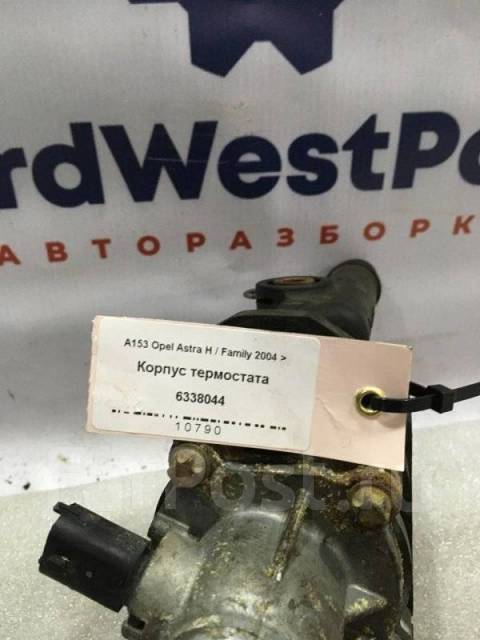 rdWestPa
АВТОРАЗБОРК
A153 Opel Astra H / Family 2004 >
Корпус термостата
6338044
10790